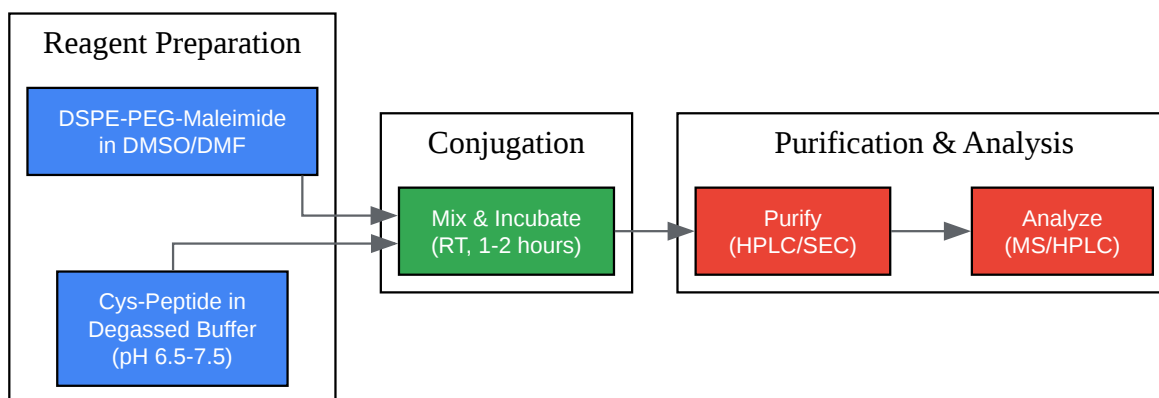 Reagent Preparation
DSPE-PEG-Maleimide
in DMSO/DMF
Cys-Peptide in
Degassed Buffer
(pH 6.5-7.5)
Conjugation
Mix & Incubate
(RT, 1-2 hours)
Purification & Analysis
Purify
(HPLC/SEC)
Analyze
(MS/HPLC)